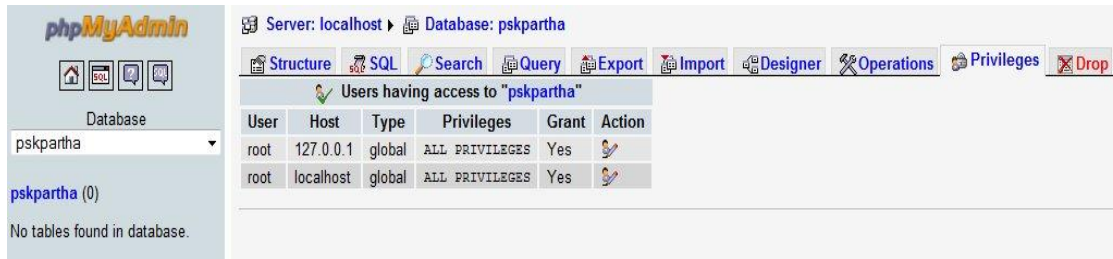 phpMyAdmin
SQL
Database
pskpartha
pskpartha (0)
No tables found in database.
Server: localhost Database: pskpartha
Structure SQL Search Query Export Import Designer Operations Privileges Drop
Users having access to "pskpartha"
User Host Type Privileges Grant Action
root 127.0.0.1 global ALL PRIVILEGES Yes
root localhost global ALL PRIVILEGES Yes